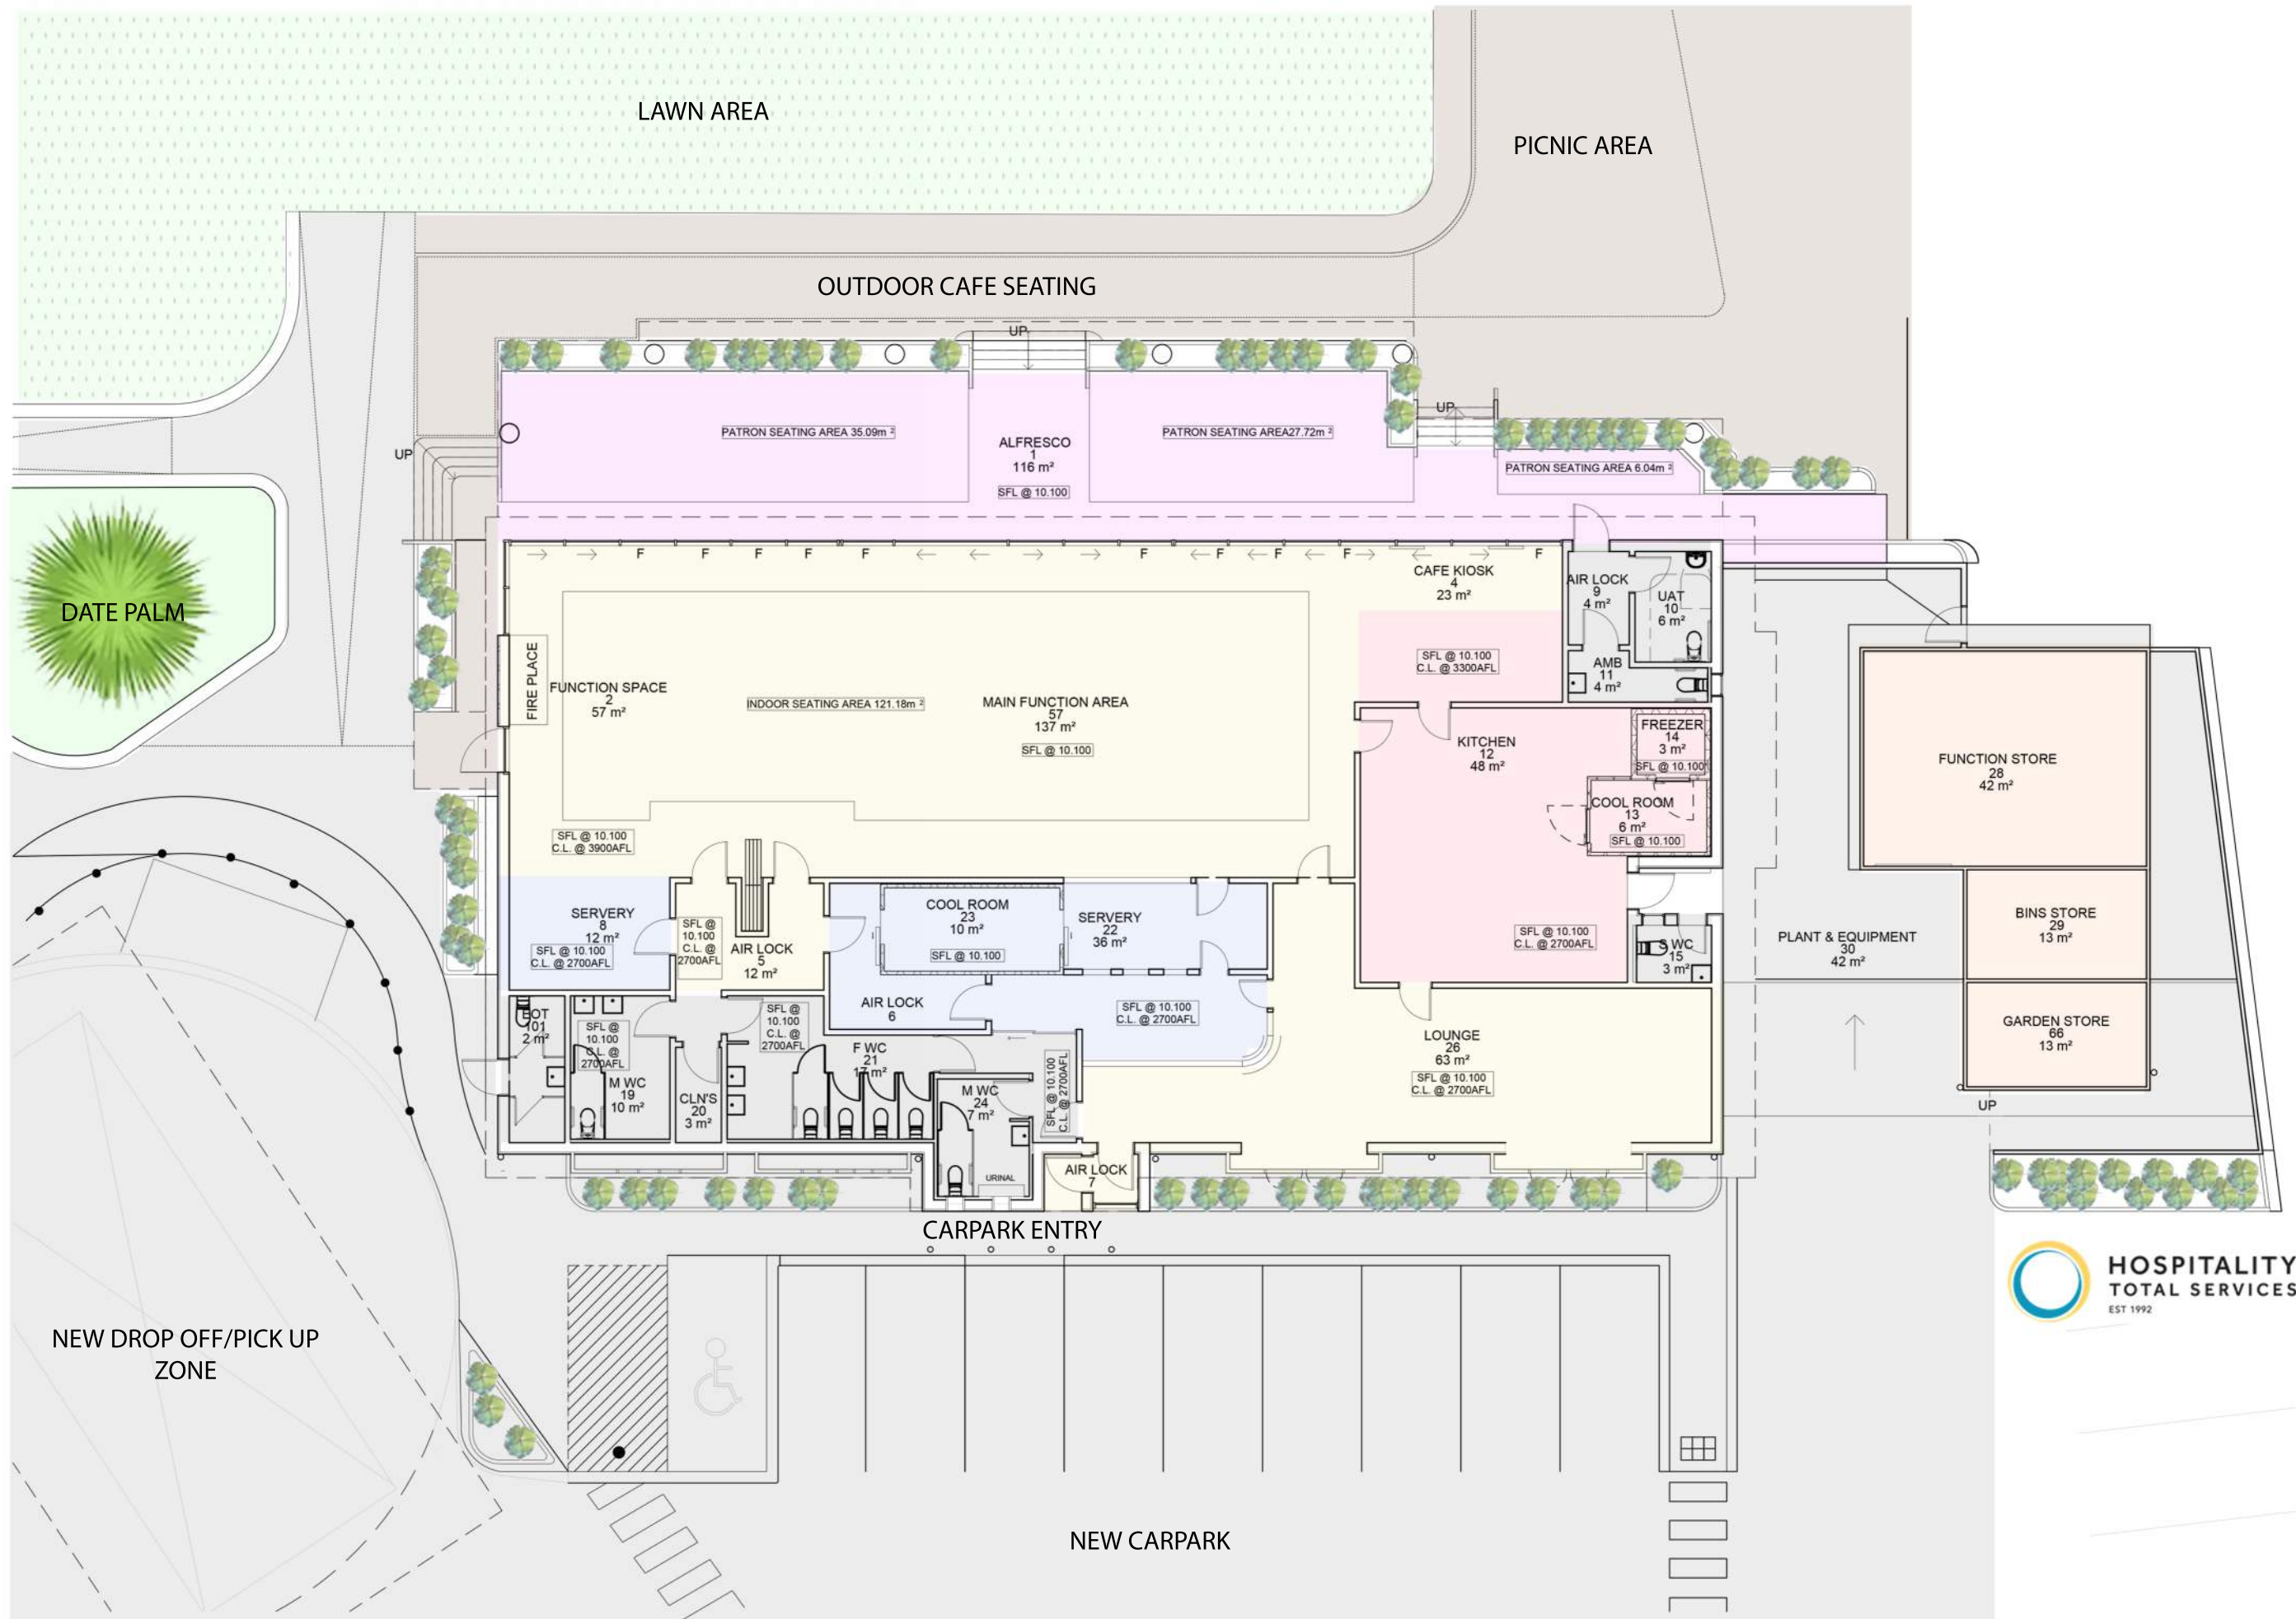 LAWN AREA
PICNIC AREA
OUTDOOR CAFE SEATING
UP
PATRON SEATING AREA 35.09m ²
ALFRESCO
1
116 m²
SFL @ 10.100
PATRON SEATING AREA27.72m ²
UP
PATRON SEATING AREA 6.04m ²
UP
F
F
F
F
F
F
F
F
F
F
DATE PALM
CAFE KIOSK
4
23 m²
AIR LOCK
9
4 m²
UAT
10
6 m²
FIRE PLACE
FUNCTION SPACE
2
57 m²
INDOOR SEATING AREA 121.18m ²
MAIN FUNCTION AREA
57
137 m²
SFL @ 10.100
SFL @ 10.100
C.L. @ 3300AFL
AMB
11
4 m²
KITCHEN
12
48 m²
FREEZER
14
3 m²
SFL @ 10.100
COOL ROOM
13
6 m²
SFL @ 10.100
FUNCTION STORE
28
42 m²
SFL @ 10.100
C.L. @ 3900AFL
SERVERY
8
12 m²
SFL @ 10.100
C.L. @ 2700AFL
SFL @
10.100
C.L. @
2700AFL
AIR LOCK
5
12 m²
COOL ROOM
23
10 m²
SFL @ 10.100
SERVERY
22
36 m²
SFL @ 10.100
C.L. @ 2700AFL
S WC
15
3 m²
PLANT & EQUIPMENT
30
42 m²
BINS STORE
29
13 m²
EOT
101
2 m²
SFL @
10.100
C.L. @
2700AFL
M WC
19
10 m²
CLN'S
20
3 m²
SFL @
10.100
C.L. @
2700AFL
F WC
21
17 m²
AIR LOCK
6
SFL @ 10.100
C.L. @ 2700AFL
M WC
24
7 m²
URINAL
SFL @ 10.100
C.L. @ 2700AFL
AIR LOCK
7
LOUNGE
26
63 m²
SFL @ 10.100
C.L. @ 2700AFL
GARDEN STORE
66
13 m²
UP
CARPARK ENTRY
HOSPITALITY
TOTAL SERVICES
EST 1992
NEW DROP OFF/PICK UP
ZONE
NEW CARPARK